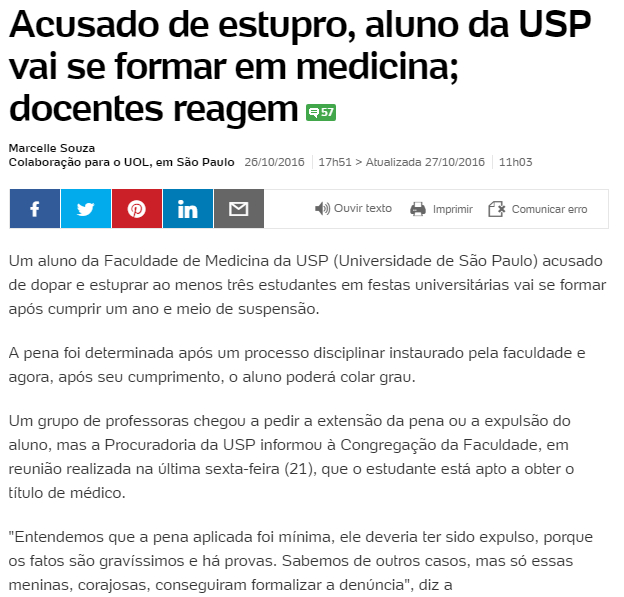 Acusado de estupro, aluno da USP
vai se formar em medicina;
docentes reagem 57
Marcelle Souza
Colaboração para o UOL, em São Paulo 26/10/2016 17h51 > Atualizada 27/10/2016 11h03
Ouvir texto Imprimir Comunicar erro
Um aluno da Faculdade de Medicina da USP (Universidade de São Paulo) acusado
de dopar e estuprar ao menos três estudantes em festas universitárias vai se formar
após cumprir um ano e meio de suspensão.
A pena foi determinada após um processo disciplinar instaurado pela faculdade e
agora, após seu cumprimento, o aluno poderá colar grau.
Um grupo de professoras chegou a pedir a extensão da pena ou a expulsão do
aluno, mas a Procuradoria da USP informou à Congregação da Faculdade, em
reunião realizada na última sexta-feira (21), que o estudante está apto a obter o
título de médico.
"Entendemos que a pena aplicada foi mínima, ele deveria ter sido expulso, porque
os fatos são gravíssimos e há provas. Sabemos de outros casos, mas só essas
meninas, corajosas, conseguiram formalizar a denúncia", diz a